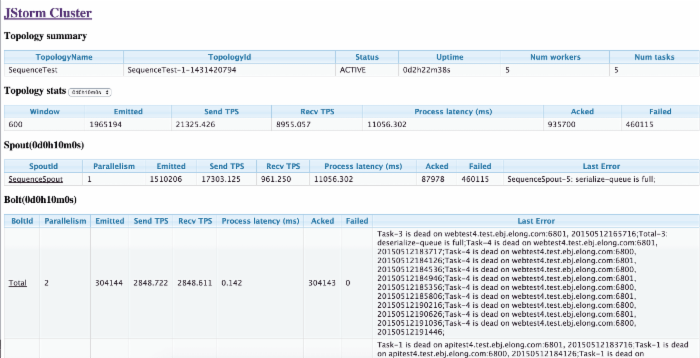 JStorm Cluster
Topology summary
TopologyName TopologyId Status Uptime Num workers Num tasks
SequenceTest SequenceTest-1-1431420794 ACTIVE 0d2h22m38s 5 5
Topology stats 0d0h10m0s
Window Emitted Send TPS Recv TPS Process latency (ms) Acked Failed
600 1965194 21325.426 8955.057 11056.302 935700 460115
Spout(0d0h10m0s)
SpoutId Parallelism Emitted Send TPS Recv TPS Process latency (ms) Acked Failed Last Error
SequenceSpout 1 1510206 17303.125 961.250 11056.302 87978 460115 SequenceSpout-5: serialize-queue is full;
Bolt(0d0h10m0s)
BoltId Parallelism Emitted Send TPS Recv TPS Process latency (ms) Acked Failed Last Error
Total 2 304144 2848.722 2848.611 0.142 304143 0
Task-3 is dead on webtest4.test.ebj.elong.com:6801, 20150512165716;Total-3:
deserialize-queue is full;Task-4 is dead on webtest4.test.ebj.elong.com:6801,
20150512183717;Task-4 is dead on webtest4.test.ebj.elong.com:6800,
20150512184126;Task-4 is dead on webtest4.test.ebj.elong.com:6801,
20150512184536;Task-4 is dead on webtest4.test.ebj.elong.com:6800,
20150512184946;Task-4 is dead on webtest4.test.ebj.elong.com:6801,
20150512185356;Task-4 is dead on webtest4.test.ebj.elong.com:6800,
20150512185806;Task-4 is dead on webtest4.test.ebj.elong.com:6801,
20150512190216;Task-4 is dead on webtest4.test.ebj.elong.com:6800,
20150512190626;Task-4 is dead on webtest4.test.ebj.elong.com:6801,
20150512191036;Task-4 is dead on webtest4.test.ebj.elong.com:6800,
20150512191446;
Task-1 is dead on apitest4.test.ebj.elong.com:6801, 20150512183716;Task-1 is dead
on apitest4.test.ebj.elong.com:6800, 20150512184126;Task-1 is dead on